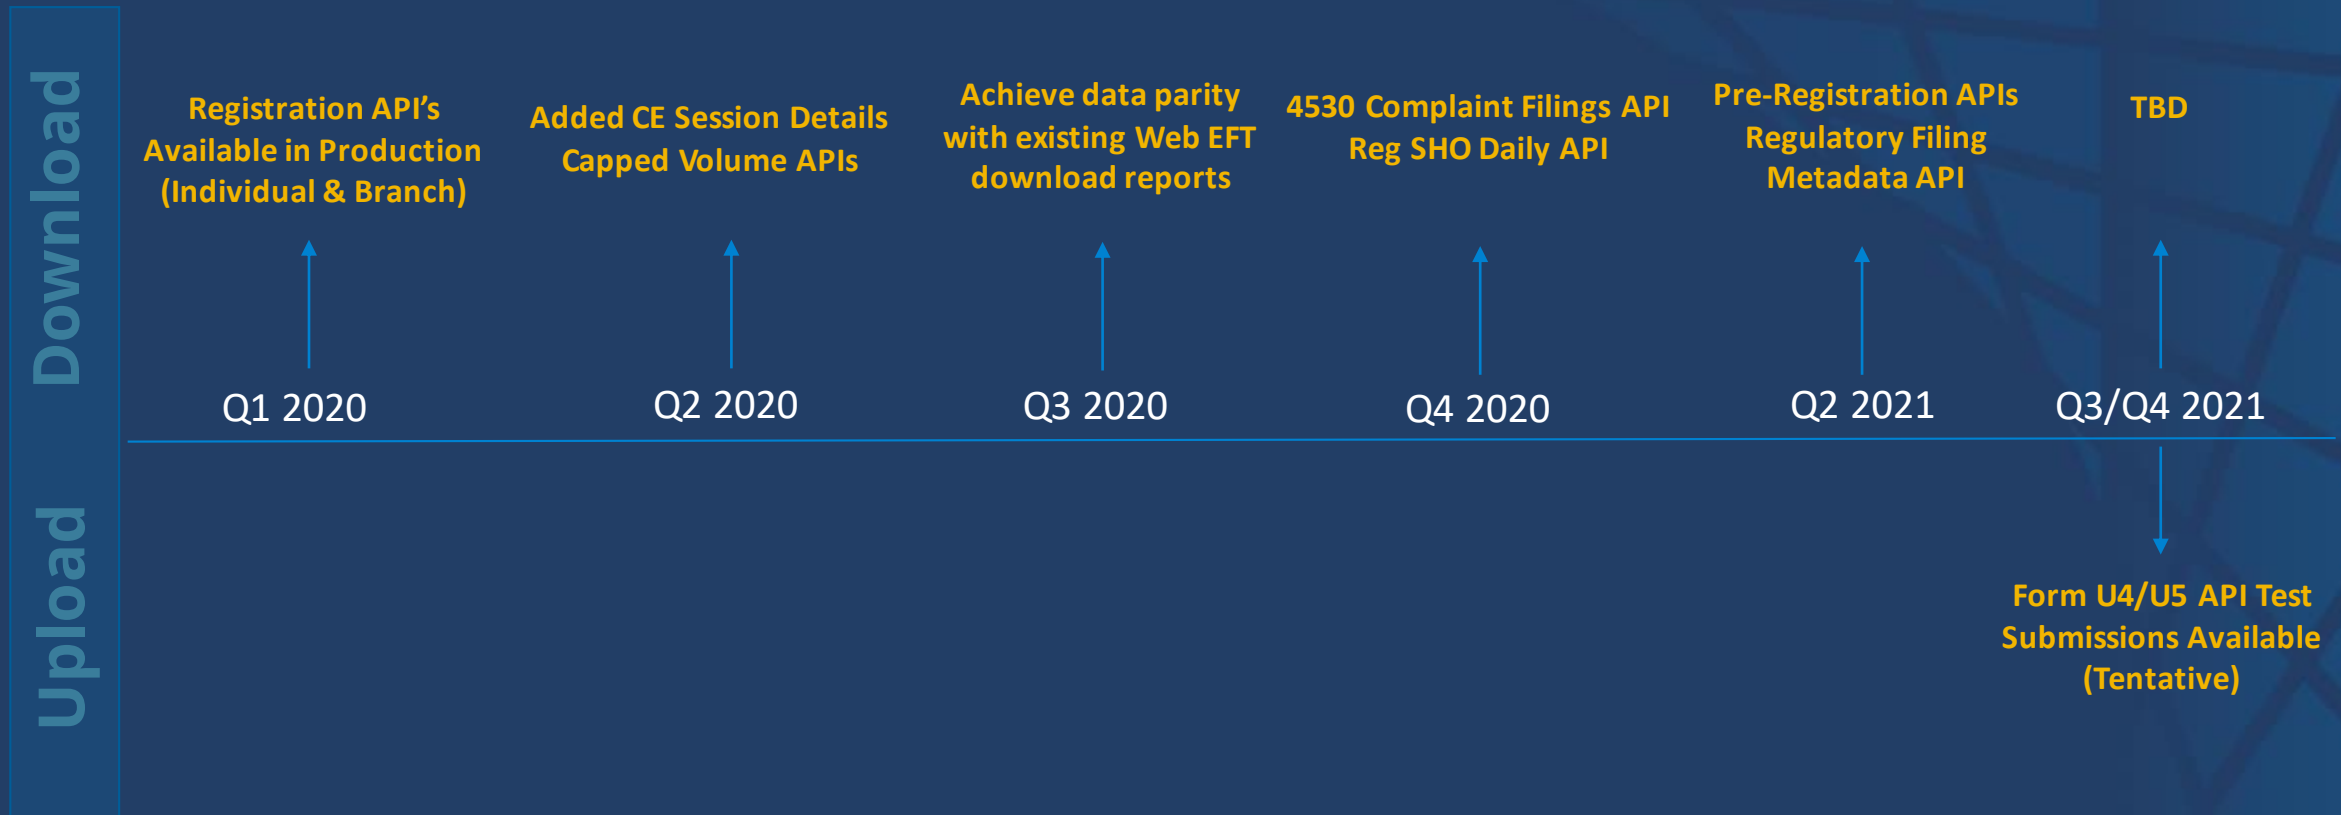 Download
Registration API’s
Available in Production
(Individual & Branch)
Added CE Session Details
Capped Volume APIs
Achieve data parity
with existing Web EFT
download reports
4530 Complaint Filings API
Reg SHO Daily API
Pre-Registration APIs
Regulatory Filing
Metadata API
TBD
Q1 2020
Q2 2020
Q3 2020
Q4 2020
Q2 2021
Q3/Q4 2021
Upload
Form U4/U5 API Test
Submissions Available
(Tentative)